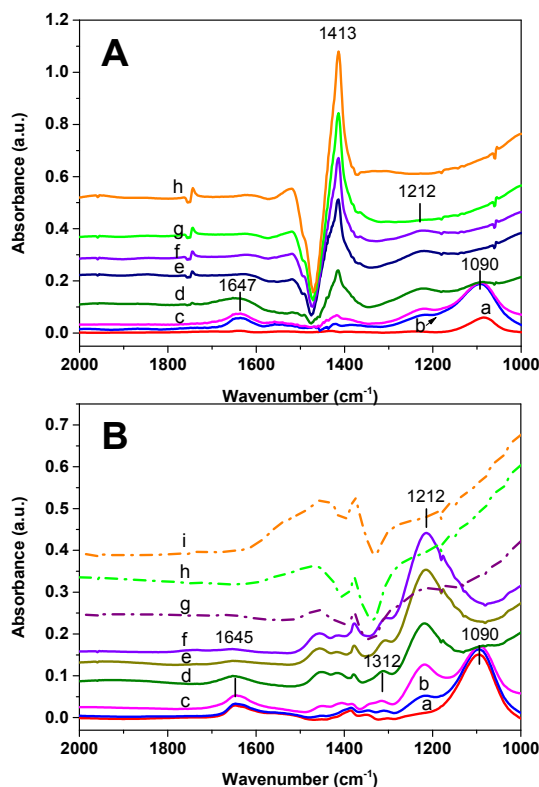 A
1413
h
1212
g
f
e
1090
1647
d
c
a
b
0.0
0.2
0.4
0.6
0.8
1.0
1.2
Absorbance (a.u.)
2000 1800 1600 1400 1200 1000
Wavenumber (cm-1)
B
1212
i
h
g
f
1645
1090
e
1312
d
b
c
a
0.0
0.1
0.2
0.3
0.4
0.5
0.6
0.7
Absorbance (a.u.)
2000 1800 1600 1400 1200 1000
Wavenumber (cm-1)